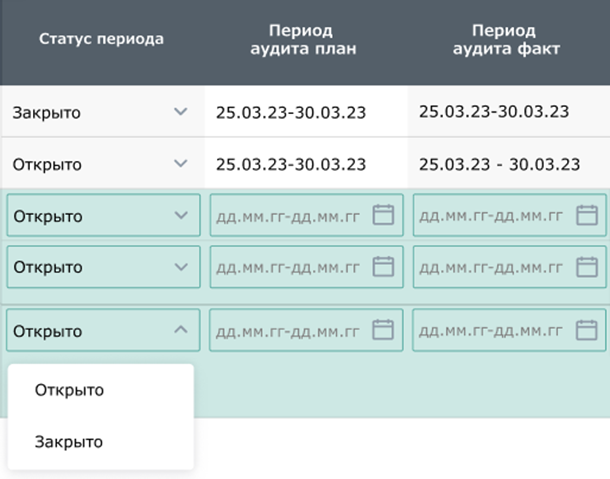 Статус периода
Период
аудита план
Период
аудита факт
Закрыто
25.03.23-30.03.23
25.03.23-30.03.23
Открыто
25.03.23-30.03.23
25.03.23 - 30.03.23
Открыто
дд.мм.гг-дд.мм.гг
дд.мм.гг-дд.мм.гг
Открыто
дд.мм.гг-дд.мм.гг
дд.мм.гг-дд.мм.гг
Открыто
дд.мм.гг-дд.мм.гг
дд.мм.гг-дд.мм.гг
Открыто
Закрыто